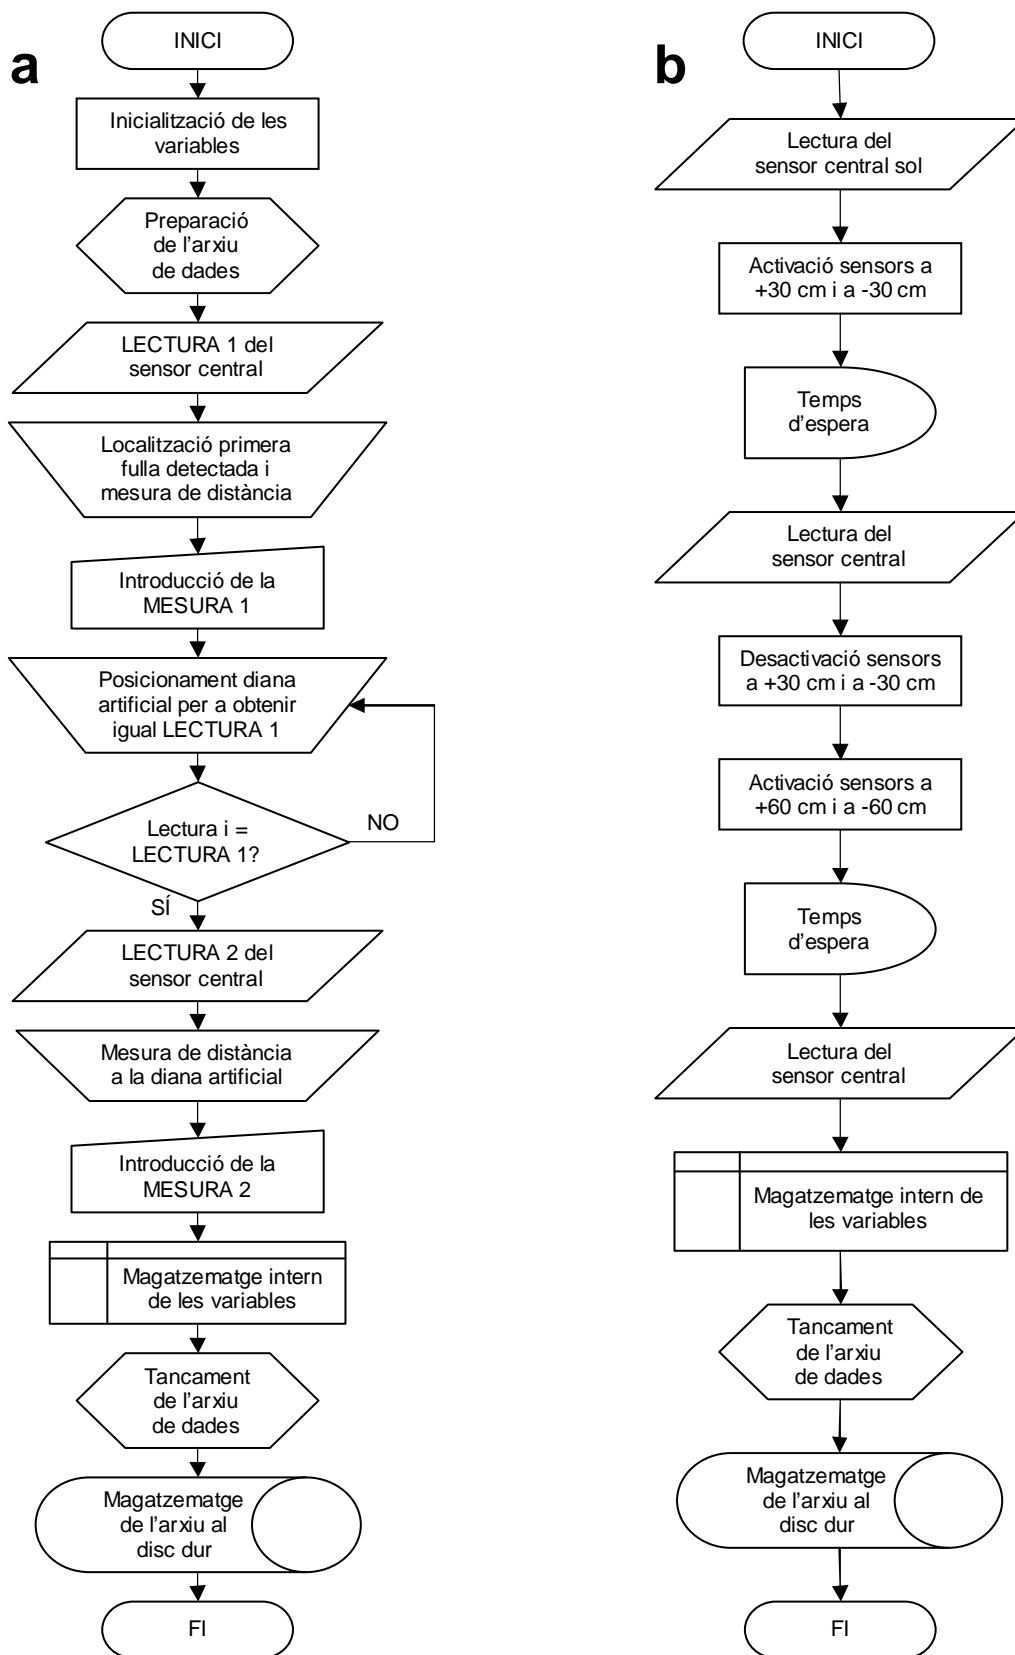 a
INICI
Inicialització de les
variables
Preparació
de l'arxiu
de dades
LECTURA 1 del
sensor central
Localització primera
fulla detectada i
mesura de distància
Introducció de la
MESURA 1
Posicionament diana
artificial per a obtenir
igual LECTURA 1
Lectura i =
LECTURA 1?
NO
SÍ
LECTURA 2 del
sensor central
Mesura de distància
a la diana artificial
Introducció de la
MESURA 2
Magatzematge intern
de les variables
Tancament
de l'arxiu
de dades
Magatzematge
de l'arxiu al
disc dur
FI
b
INICI
Lectura del
sensor central sol
Activació sensors a
+30 cm i a -30 cm
Temps
d'espera
Lectura del
sensor central
Desactivació sensors
a +30 cm i a -30 cm
Activació sensors a
+60 cm i a -60 cm
Temps
d'espera
Lectura del
sensor central
Magatzematge intern de
les variables
Tancament
de l'arxiu
de dades
Magatzematge
de l'arxiu al
disc dur
FI